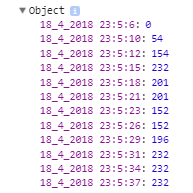 ▼ Object i
18_4_2018 23:5:6: 0
18_4_2018 23:5:10: 54
18_4_2018 23:5:12: 154
18_4_2018 23:5:15: 232
18_4_2018 23:5:18: 201
18_4_2018 23:5:21: 201
18_4_2018 23:5:23: 152
18_4_2018 23:5:26: 152
18_4_2018 23:5:29: 196
18_4_2018 23:5:31: 232
18_4_2018 23:5:34: 232
18_4_2018 23:5:37: 232